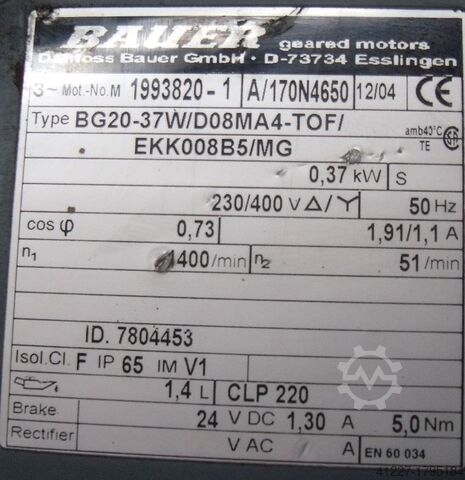 BAUER geared motors
Danfoss Bauer GmbH · D-73734 Esslingen
3~ Mot.-No.M 1993820-1 A/170N4650 12/04 CE
Type BG20-37W/D08MA4-TOF/ amb40°C
EKK008B5/MG TE
0,37 kW S
230/400 V Δ/Y 50 Hz
cos φ 0,73 1,91/1,1 A
n1 1400/min n2 51/min
ID. 7804453
Isol.Cl. F IP 65 IM V1
1,4 L CLP 220
Brake: 24 V DC 1,30 A 5,0 Nm
Rectifier V AC A EN 60 034